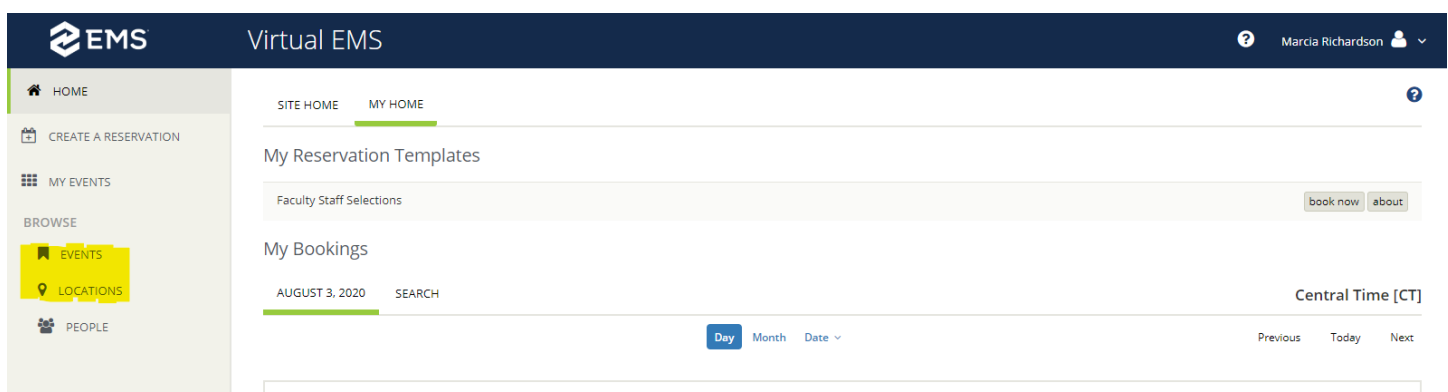 EMS Virtual EMS ? Marcia Richardson
HOME
CREATE A RESERVATION
MY EVENTS
BROWSE
EVENTS
LOCATIONS
PEOPLE
SITE HOME MY HOME ?
My Reservation Templates
Faculty Staff Selections book now about
My Bookings
AUGUST 3, 2020 SEARCH Central Time [CT]
Day Month Date Previous Today Next